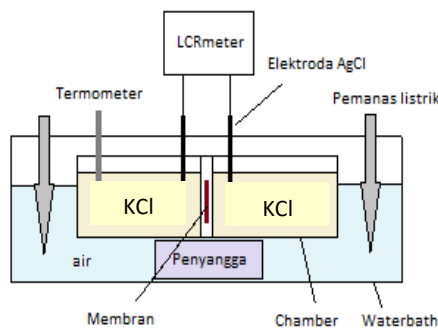 LCRmeter
Elektroda AgCl
Termometer
Pemanas listrik
KCl
KCl
air
Penyangga
Membran
Chamber
Waterbath